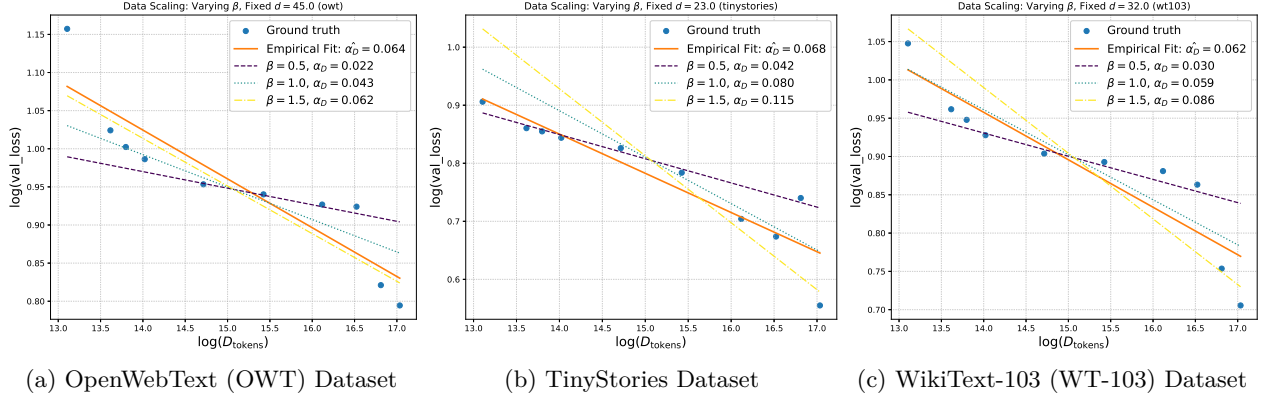 Data Scaling: Varying β, Fixed d = 45.0 (owt)
Ground truth
Empirical Fit: α̂_D = 0.064
β = 0.5, α_D = 0.022
β = 1.0, α_D = 0.043
β = 1.5, α_D = 0.062
log(val_loss)
1.15
1.10
1.05
1.00
0.95
0.90
0.85
0.80
13.0 13.5 14.0 14.5 15.0 15.5 16.0 16.5 17.0
log(D_tokens)
(a) OpenWebText (OWT) Dataset
Data Scaling: Varying β, Fixed d = 23.0 (tinystories)
Ground truth
Empirical Fit: α̂_D = 0.068
β = 0.5, α_D = 0.042
β = 1.0, α_D = 0.080
β = 1.5, α_D = 0.115
log(val_loss)
1.0
0.9
0.8
0.7
0.6
13.0 13.5 14.0 14.5 15.0 15.5 16.0 16.5 17.0
log(D_tokens)
(b) TinyStories Dataset
Data Scaling: Varying β, Fixed d = 32.0 (wt103)
Ground truth
Empirical Fit: α̂_D = 0.062
β = 0.5, α_D = 0.030
β = 1.0, α_D = 0.059
β = 1.5, α_D = 0.086
log(val_loss)
1.05
1.00
0.95
0.90
0.85
0.80
0.75
0.70
13.0 13.5 14.0 14.5 15.0 15.5 16.0 16.5 17.0
log(D_tokens)
(c) WikiText-103 (WT-103) Dataset